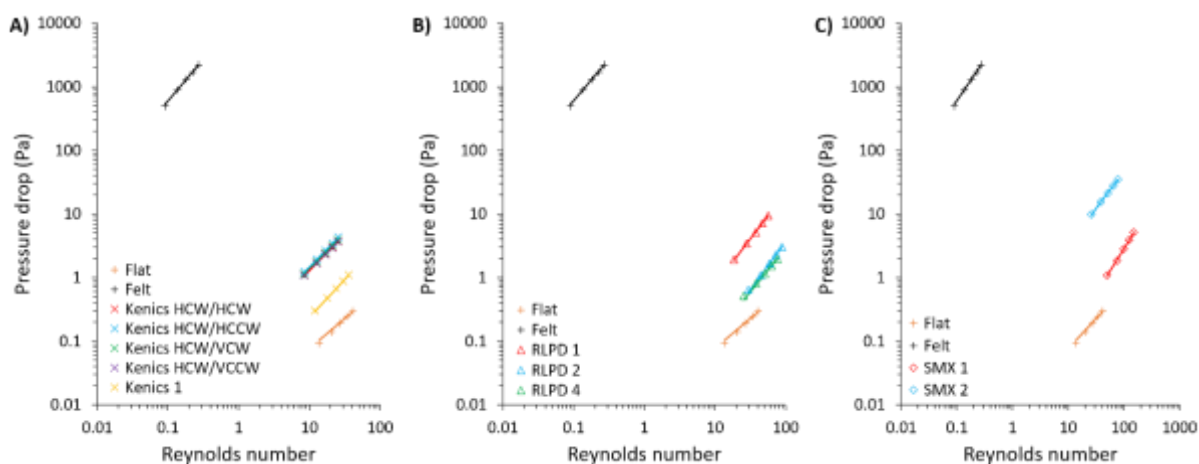 A)
Pressure drop (Pa)
10000
1000
100
10
1
0.1
0.01
Flat
Felt
Kenics HCW/HCW
Kenics HCW/HCCW
Kenics HCW/VCW
Kenics HCW/VCCW
Kenics 1
0.01 0.1 1 10 100
Reynolds number
B)
Pressure drop (Pa)
10000
1000
100
10
1
0.1
0.01
Flat
Felt
RLPD 1
RLPD 2
RLPD 4
0.01 0.1 1 10 100
Reynolds number
C)
Pressure drop (Pa)
10000
1000
100
10
1
0.1
0.01
Flat
Felt
SMX 1
SMX 2
0.01 0.1 1 10 100 1000
Reynolds number